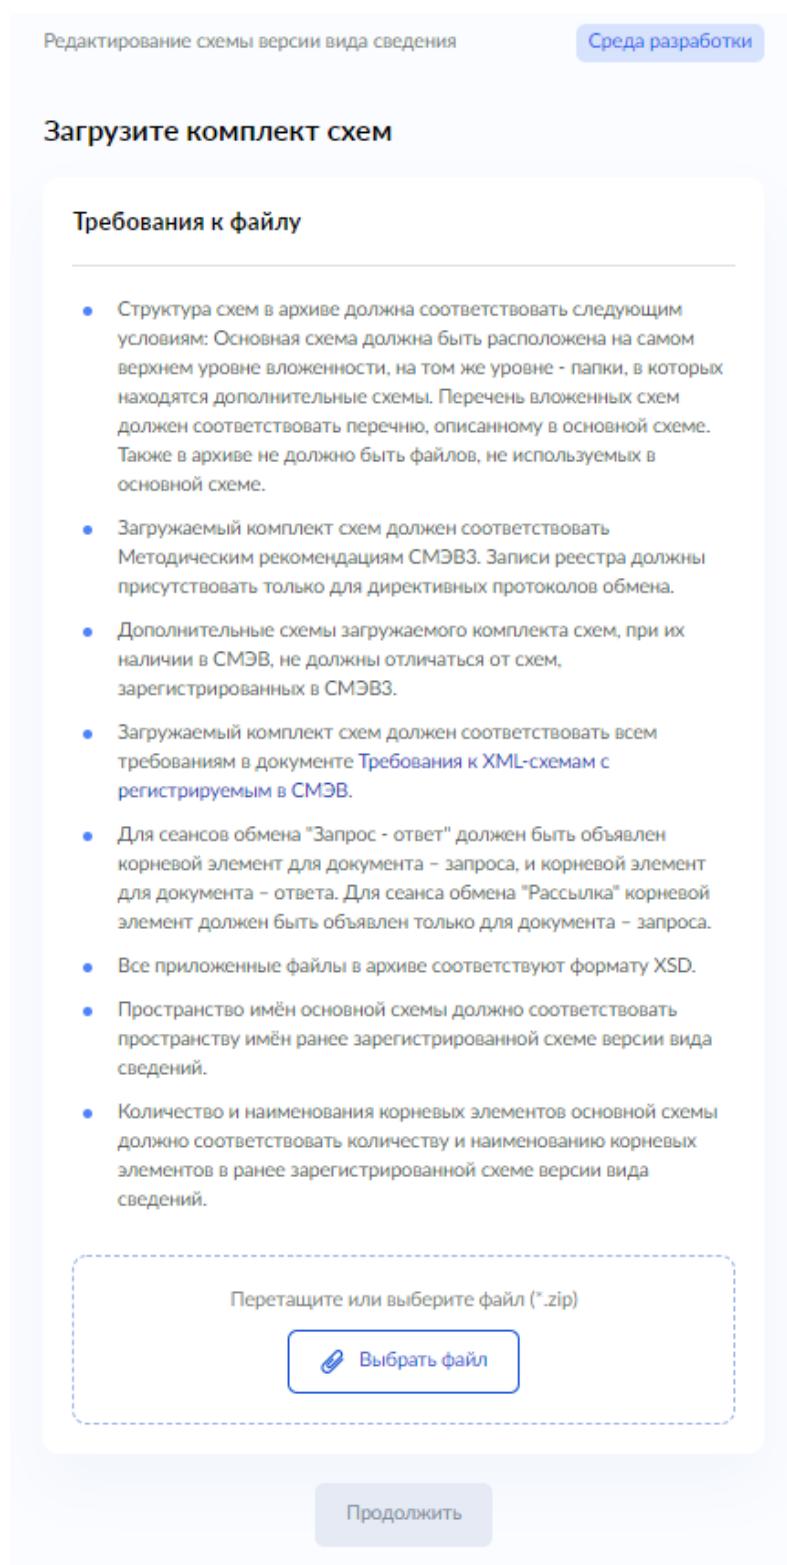 Редактирование схемы версии вида сведения
Среда разработки
Загрузите комплект схем
Требования к файлу
Структура схем в архиве должна соответствовать следующим
условиям: Основная схема должна быть расположена на самом
верхнем уровне вложенности, на том же уровне - папки, в которых
находятся дополнительные схемы. Перечень вложенных схем
должен соответствовать перечню, описанному в основной схеме.
Также в архиве не должно быть файлов, не используемых в
основной схеме.
Загружаемый комплект схем должен соответствовать
Методическим рекомендациям СМЭВ3. Записи реестра должны
присутствовать только для директивных протоколов обмена.
Дополнительные схемы загружаемого комплекта схем, при их
наличии в СМЭВ, не должны отличаться от схем,
зарегистрированных в СМЭВ3.
Загружаемый комплект схем должен соответствовать всем
требованиям в документе Требования к XML-схемам с
регистрируемым в СМЭВ.
Для сеансов обмена "Запрос - ответ" должен быть объявлен
корневой элемент для документа – запроса, и корневой элемент
для документа – ответа. Для сеанса обмена "Рассылка" корневой
элемент должен быть объявлен только для документа – запроса.
Все приложенные файлы в архиве соответствуют формату XSD.
Пространство имён основной схемы должно соответствовать
пространству имён ранее зарегистрированной схеме версии вида
сведений.
Количество и наименования корневых элементов основной схемы
должно соответствовать количеству и наименованию корневых
элементов в ранее зарегистрированной схеме версии вида
сведений.
Перетащите или выберите файл (*.zip)
Выбрать файл
Продолжить